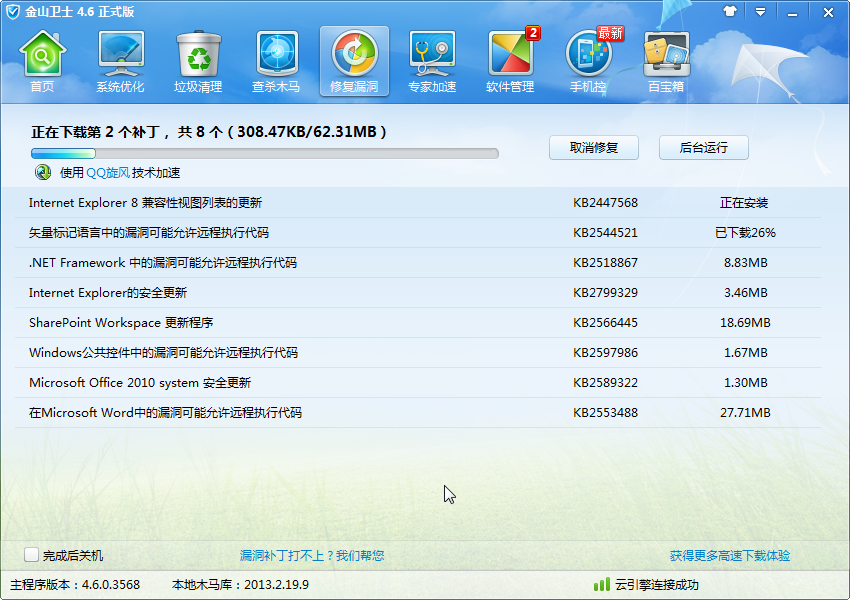 金山卫士 4.6 正式版
首页 系统优化 垃圾清理 查杀木马 修复漏洞 专家加速 软件管理 2 手机控 最新 百宝箱
正在下载第 2 个补丁，共 8 个（308.47KB/62.31MB）
取消修复 后台运行
使用QQ旋风技术加速
Internet Explorer 8 兼容性视图列表的更新 KB2447568 正在安装
矢量标记语言中的漏洞可能允许远程执行代码 KB2544521 已下载26%
.NET Framework 中的漏洞可能允许远程执行代码 KB2518867 8.83MB
Internet Explorer的安全更新 KB2799329 3.46MB
SharePoint Workspace 更新程序 KB2566445 18.69MB
Windows公共控件中的漏洞可能允许远程执行代码 KB2597986 1.67MB
Microsoft Office 2010 system 安全更新 KB2589322 1.30MB
在Microsoft Word中的漏洞可能允许远程执行代码 KB2553488 27.71MB
完成后关机 漏洞补丁打不上？我们帮您 获得更多高速下载体验
主程序版本：4.6.0.3568 本地木马库：2013.2.19.9 云引擎连接成功